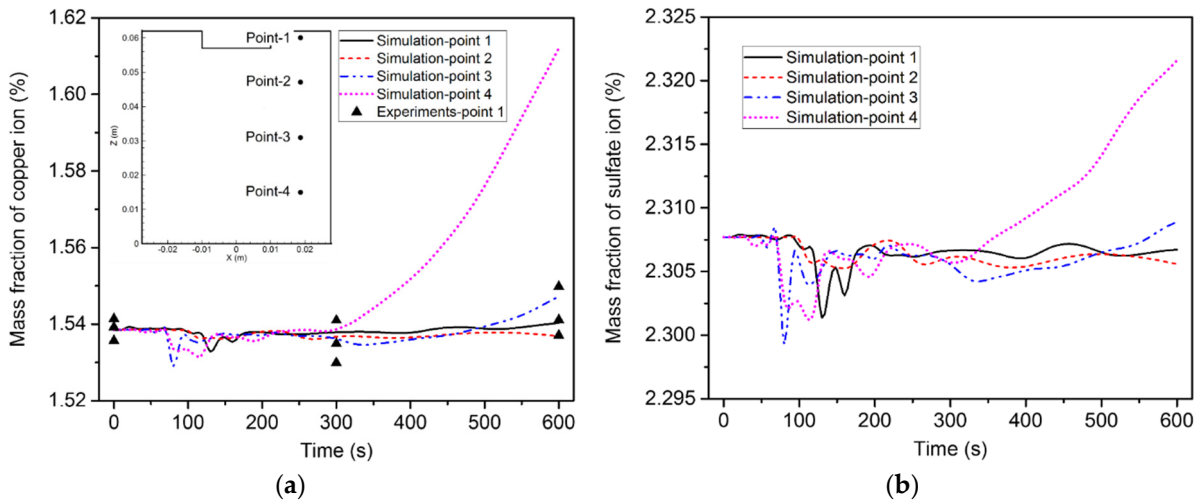 1.62
1.60
1.58
1.56
1.54
1.52
Mass fraction of copper ion (%)
0 100 200 300 400 500 600
Time (s)
0.06
0.05
0.04
0.03
0.02
0.01
0
Z (m)
-0.02 -0.01 0 0.01 0.02
X (m)
Point-1
Point-2
Point-3
Point-4
Simulation-point 1
Simulation-point 2
Simulation-point 3
Simulation-point 4
Experiments-point 1
(a)
2.325
2.320
2.315
2.310
2.305
2.300
2.295
Mass fraction of sulfate ion (%)
0 100 200 300 400 500 600
Time (s)
Simulation-point 1
Simulation-point 2
Simulation-point 3
Simulation-point 4
(b)